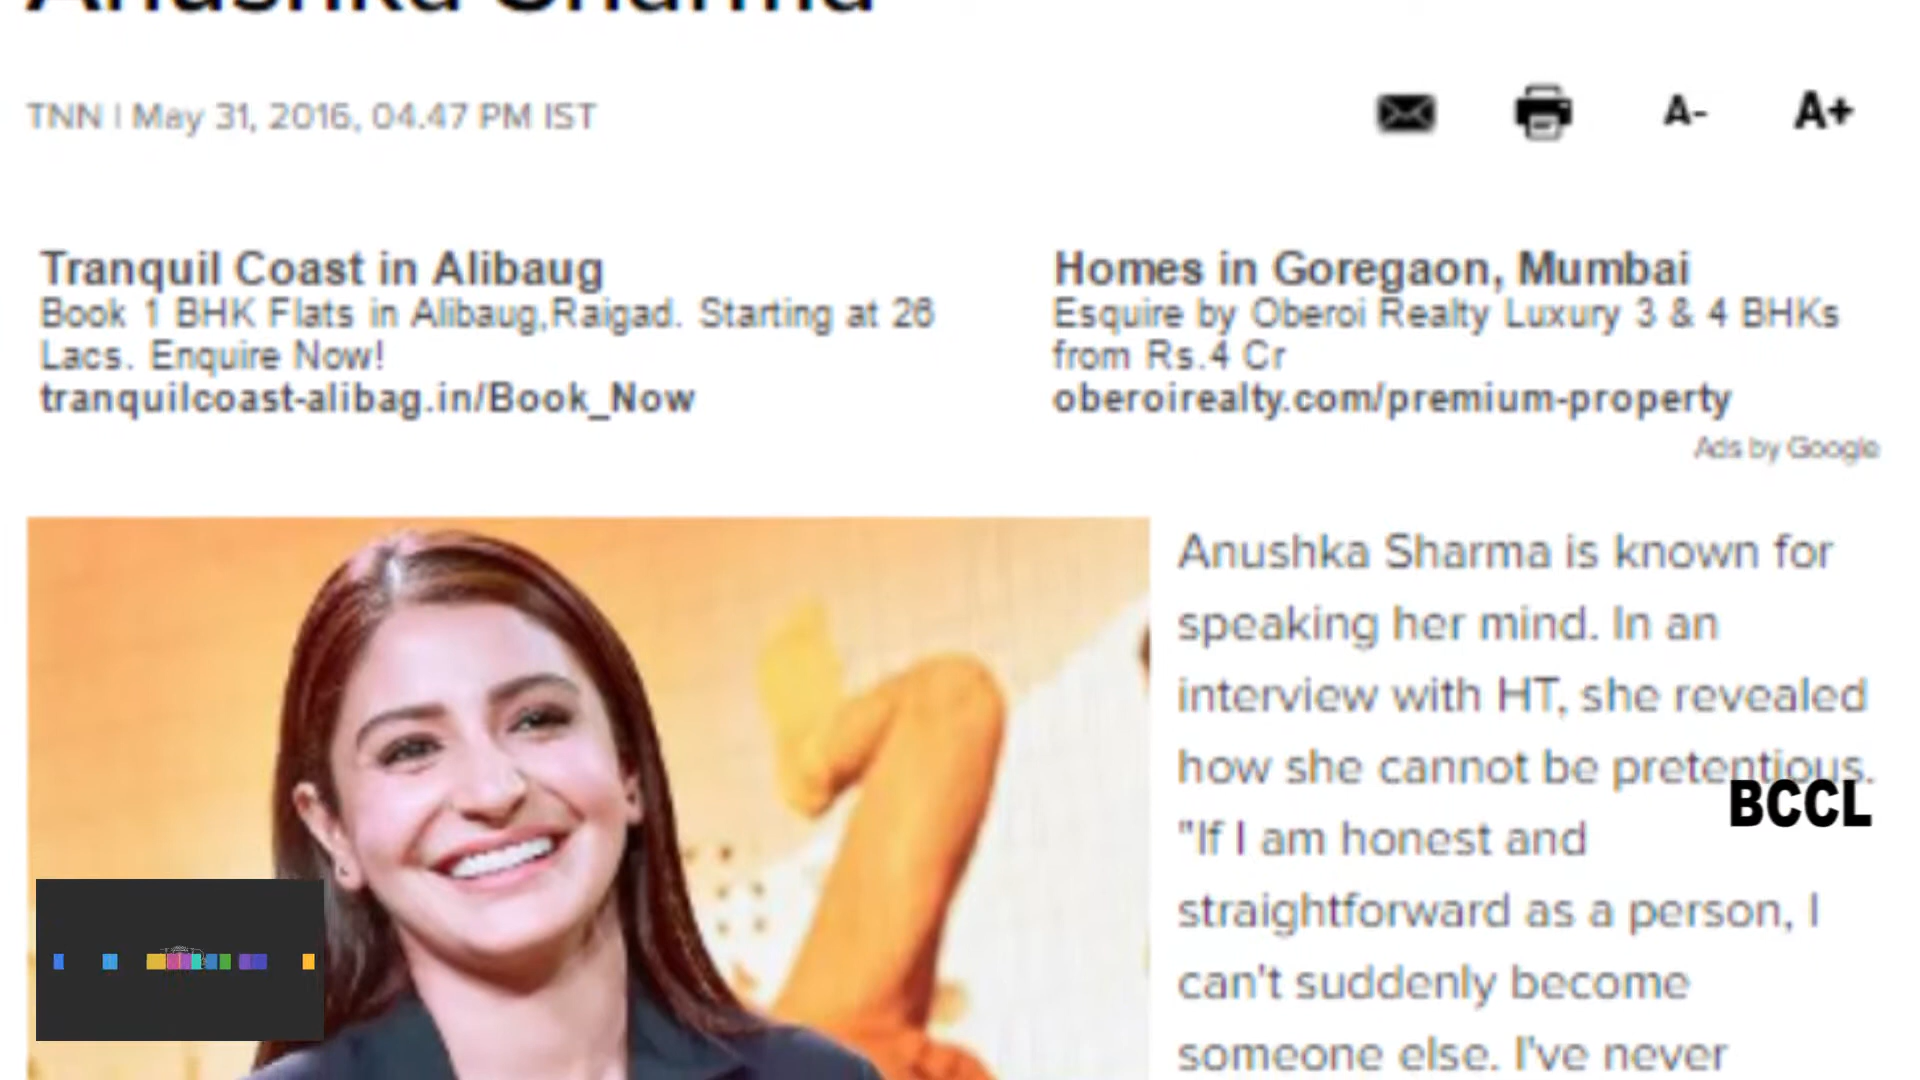 Anushka Sharma
TNN | May 31, 2016, 04.47 PM IST
A- A+
Tranquil Coast in Alibaug
Book 1 BHK Flats in Alibaug,Raigad. Starting at 26
Lacs. Enquire Now!
tranquilcoast-alibag.in/Book_Now
Homes in Goregaon, Mumbai
Esquire by Oberoi Realty Luxury 3 & 4 BHKs
from Rs.4 Cr
oberoirealty.com/premium-property
Ads by Google
Anushka Sharma is known for
speaking her mind. In an
interview with HT, she revealed
how she cannot be pretentious.
"If I am honest and
straightforward as a person, I
can't suddenly become
someone else. I've never
BCCL